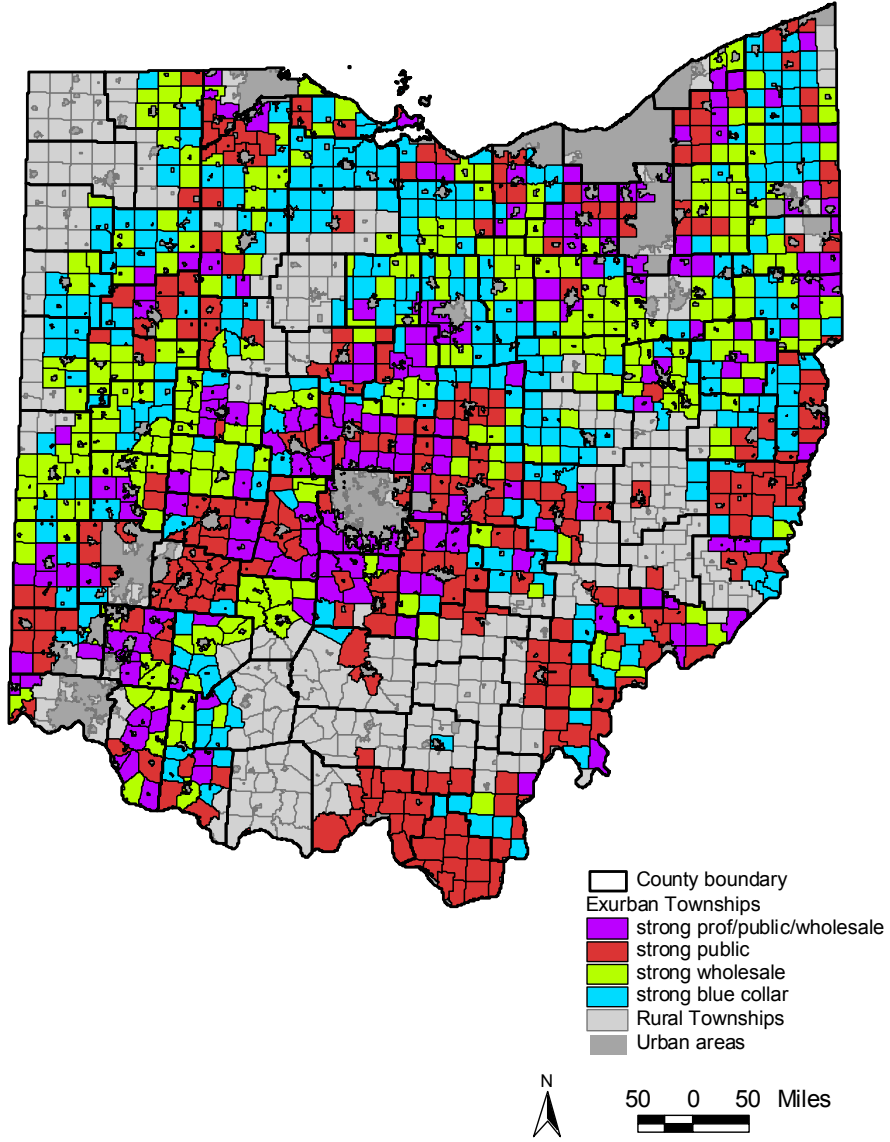 County boundary
Exurban Townships
strong prof/public/wholesale
strong public
strong wholesale
strong blue collar
Rural Townships
Urban areas
N
50 0 50 Miles